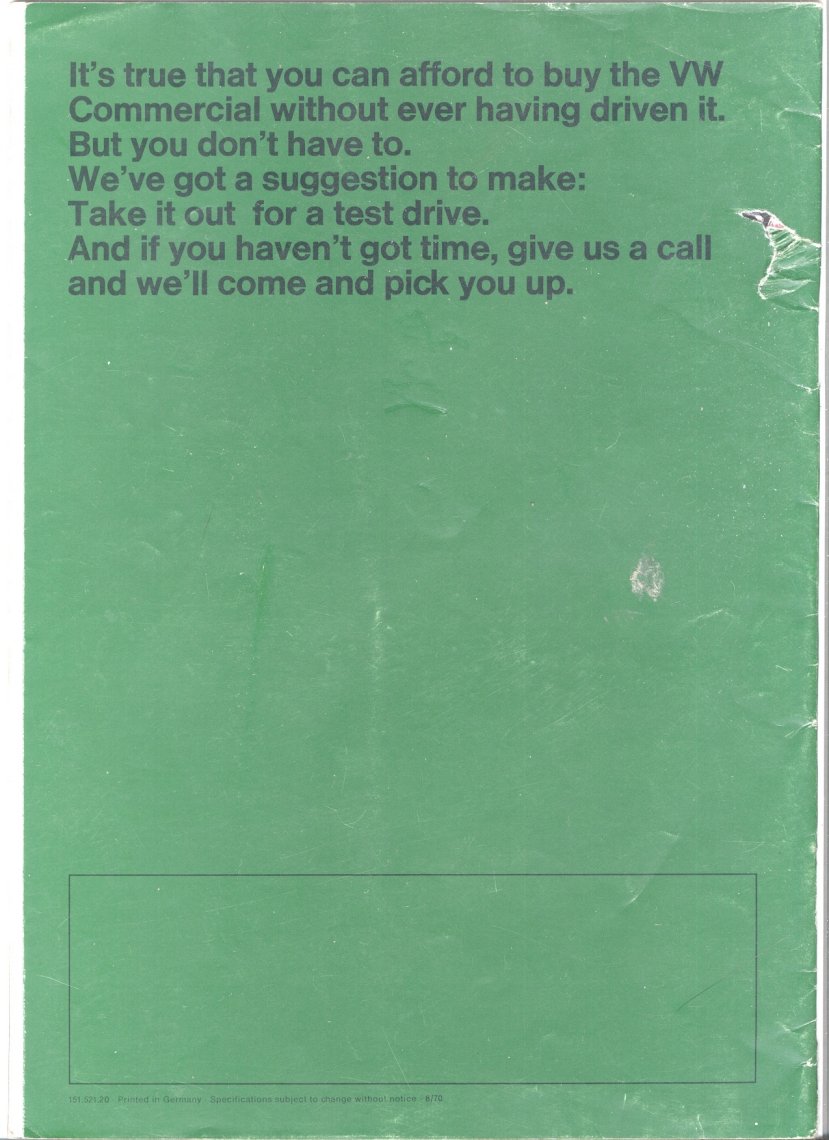 It's true that you can afford to buy the VW
Commercial without ever having driven it.
But you don't have to.
We've got a suggestion to make:
Take it out for a test drive.
And if you haven't got time, give us a call
and we'll come and pick you up.
151.521.20 Printed in Germany Specifications subject to change without notice 8/70